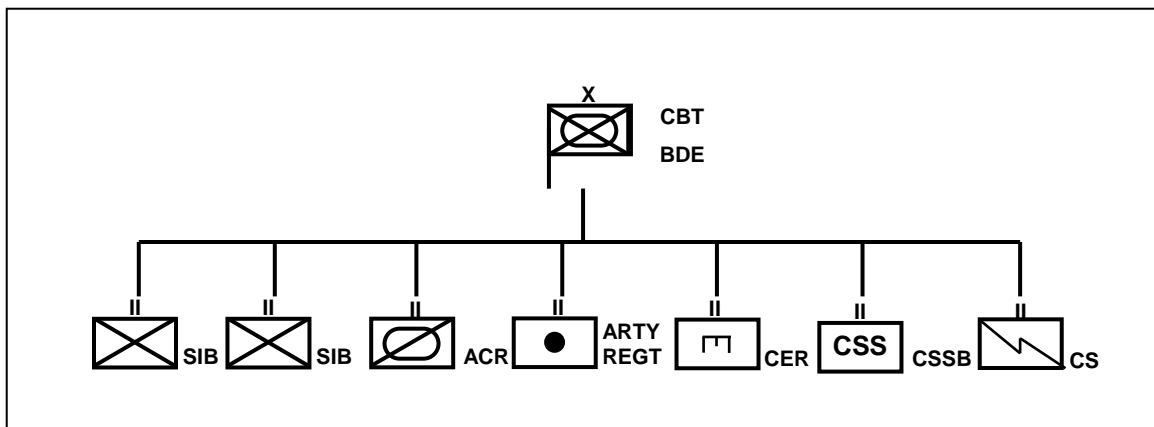 X
CBT
BDE
II
II
II
II
II
II
II
SIB
SIB
ACR
ARTY
REGT
CER
CSS
CSSB
CS